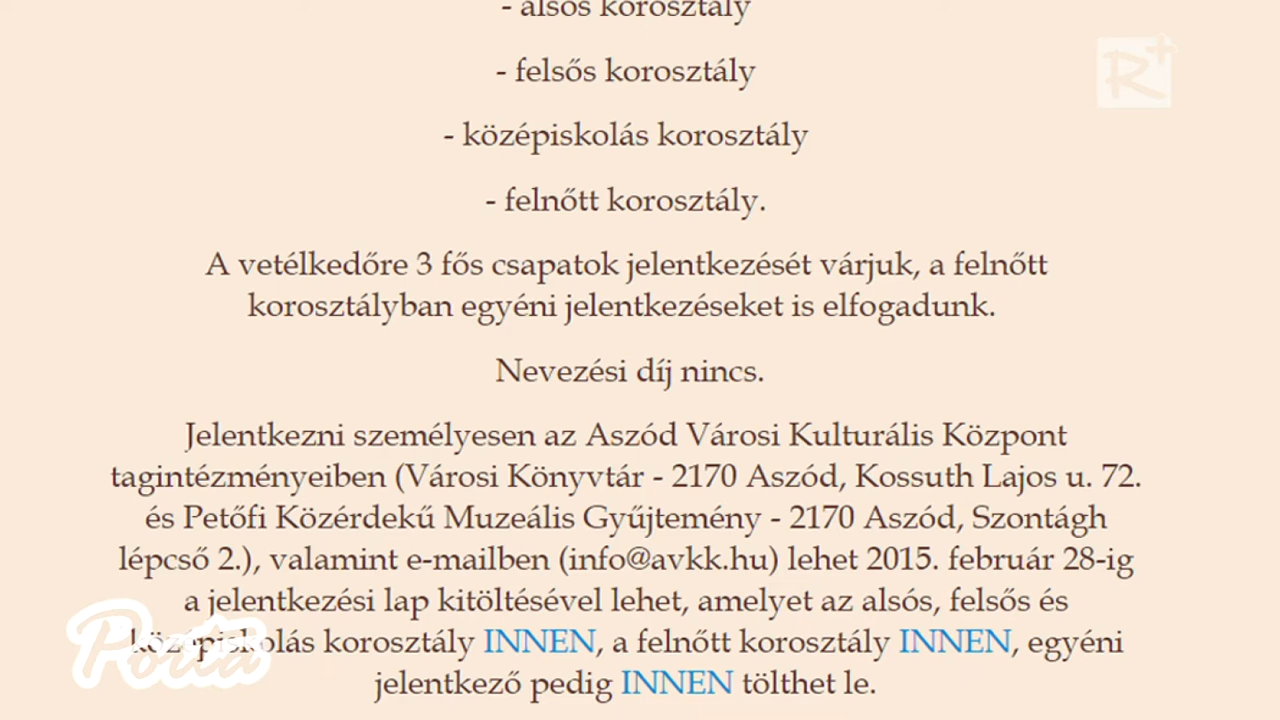 - alsós korosztály
R+
- felsős korosztály
- középiskolás korosztály
- felnőtt korosztály.
A vetélkedőre 3 fős csapatok jelentkezését várjuk, a felnőtt
korosztályban egyéni jelentkezéseket is elfogadunk.
Nevezési díj nincs.
Jelentkezni személyesen az Aszód Városi Kulturális Központ
tagintézményeiben (Városi Könyvtár - 2170 Aszód, Kossuth Lajos u. 72.
és Petőfi Közérdekű Muzeális Gyűjtemény - 2170 Aszód, Szontágh
lépcső 2.), valamint e-mailben (info@avkk.hu) lehet 2015. február 28-ig
a jelentkezési lap kitöltésével lehet, amelyet az alsós, felsős és
középiskolás korosztály INNEN, a felnőtt korosztály INNEN, egyéni
jelentkező pedig INNEN tölthet le.
Porta